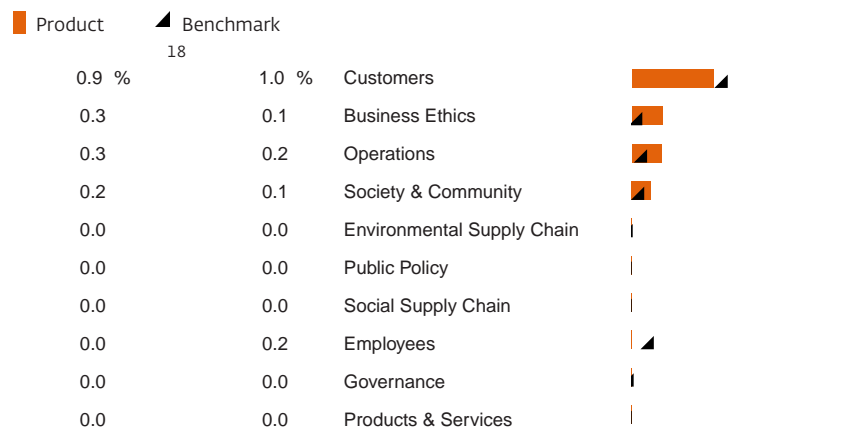 Product Benchmark
18
0.9 % 1.0 % Customers
0.3 0.1 Business Ethics
0.3 0.2 Operations
0.2 0.1 Society & Community
0.0 0.0 Environmental Supply Chain
0.0 0.0 Public Policy
0.0 0.0 Social Supply Chain
0.0 0.2 Employees
0.0 0.0 Governance
0.0 0.0 Products & Services